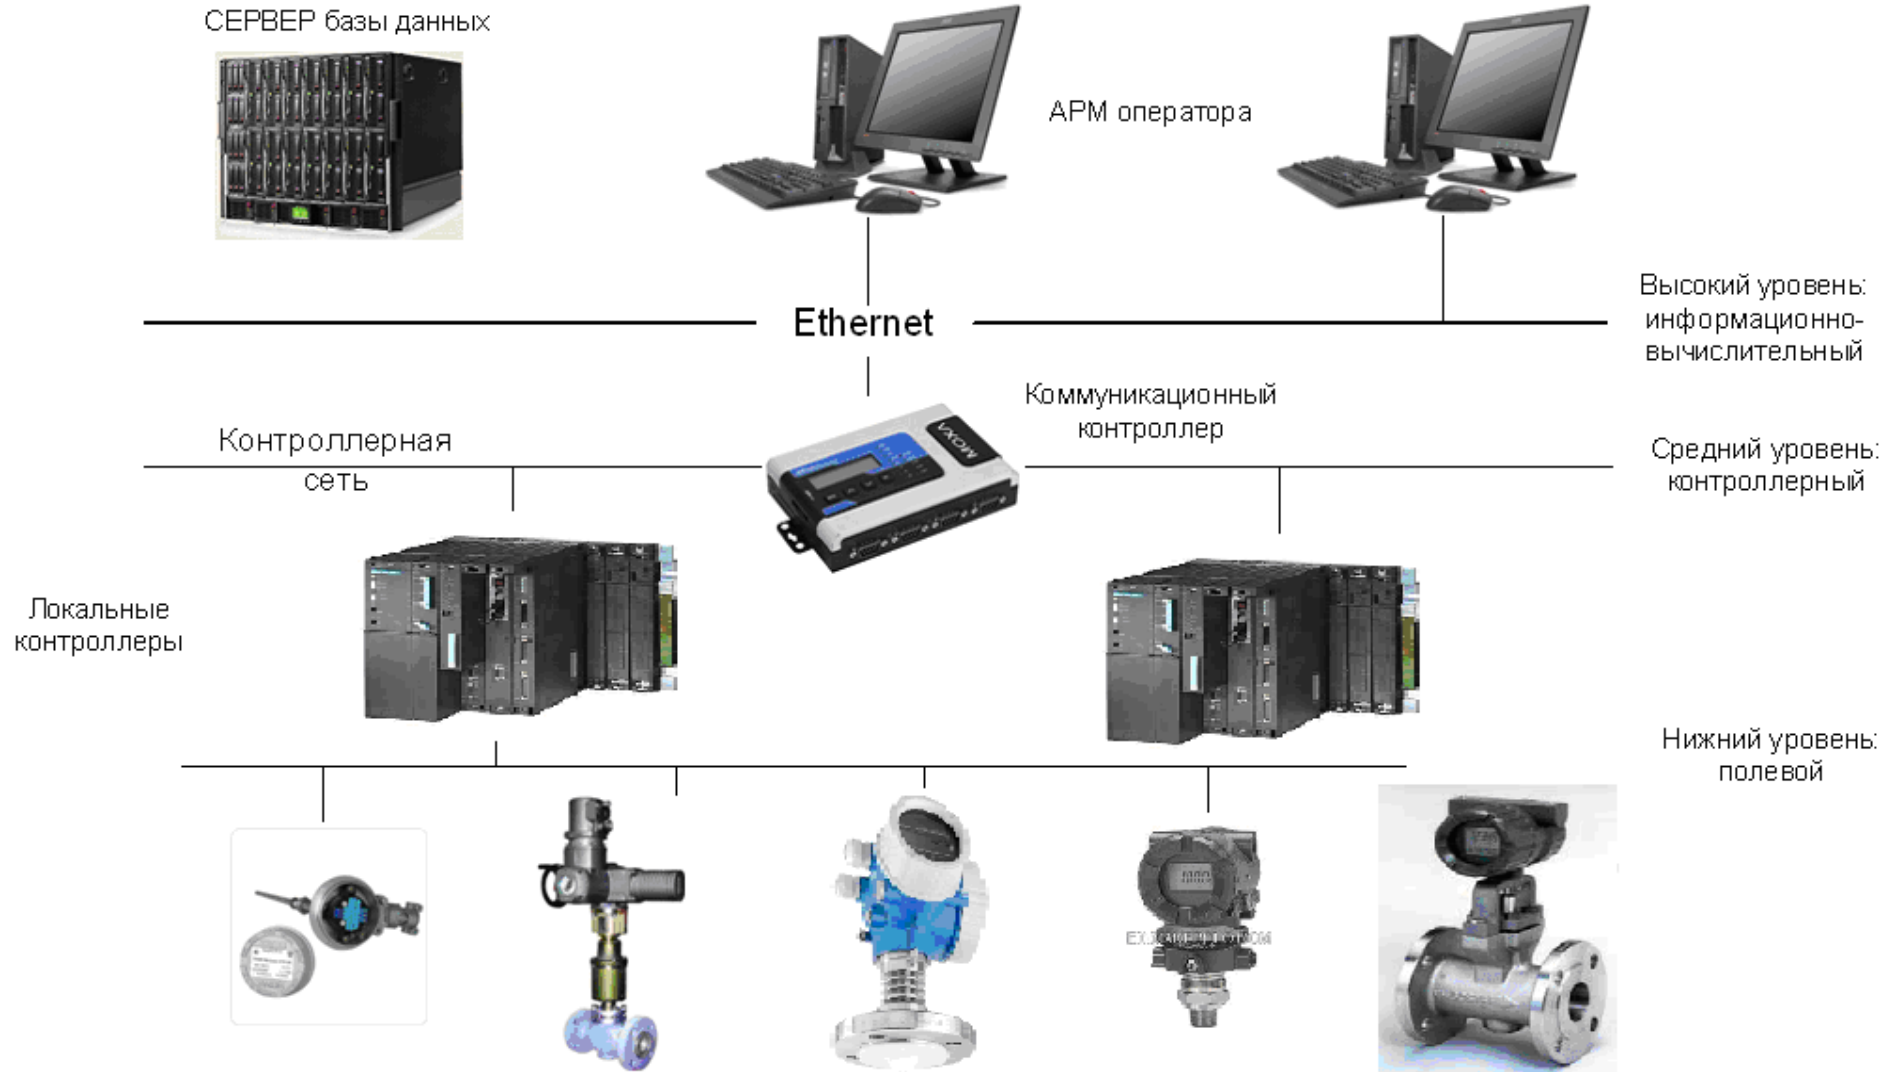 СЕРВЕР базы данных
АРМ оператора
Высокий уровень:
информационно-
вычислительный
Ethernet
Коммуникационный
контроллер
Контроллерная
сеть
MOXA
Средний уровень:
контроллерный
Локальные
контроллеры
Нижний уровень:
полевой